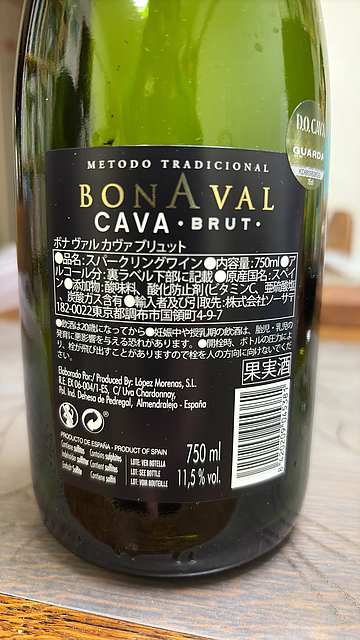 METODO TRADICIONAL
BONAVAL
CAVA • BRUT •
D.O. CAVA
GUARDA
ボナ ヴァル カヴァ ブリュット
●品名:スパークリングワイン●内容量:750ml●ア
ルコール分:裏ラベル下部に記載●原産国名:スペイ
ン●添加物:酸味料、酸化防止剤(ビタミンC、亜硫酸塩)
、炭酸ガス含有●輸入者及び引取先:株式会社ソーサデ
182-0022東京都調布市国領町4-9-7
●飲酒は20歳になってから●妊娠中や授乳期の飲酒は、胎児・乳児の
発育に悪影響を与える恐れがあります。●開栓時、ボトルの圧力によ
り、栓が飛び出すことがありますので栓を人の方向に向けないでくだ
さい。
果実酒
Elaborado Por:/ Produced By: López Morenas, S.L.
R.E. EX 06-004/1-ES, C/ Uva Chardonnay,
Pol. Ind. Dehesa de Pedregal, Almendralejo - España
PRODUCTO DE ESPAÑA - PRODUCT OF SPAIN
Contiene sulfitos Contains sulphites
Enthält Sulfite Contient sulfites
LOTE: VER BOTELLA
LOT: SEE BOTTLE
LOT: VOIR BOUTEILLE
750 ml
11,5 % vol.